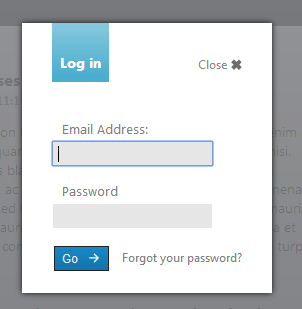 Log in
Close ✖
Email Address:
Password
Go →
Forgot your password?